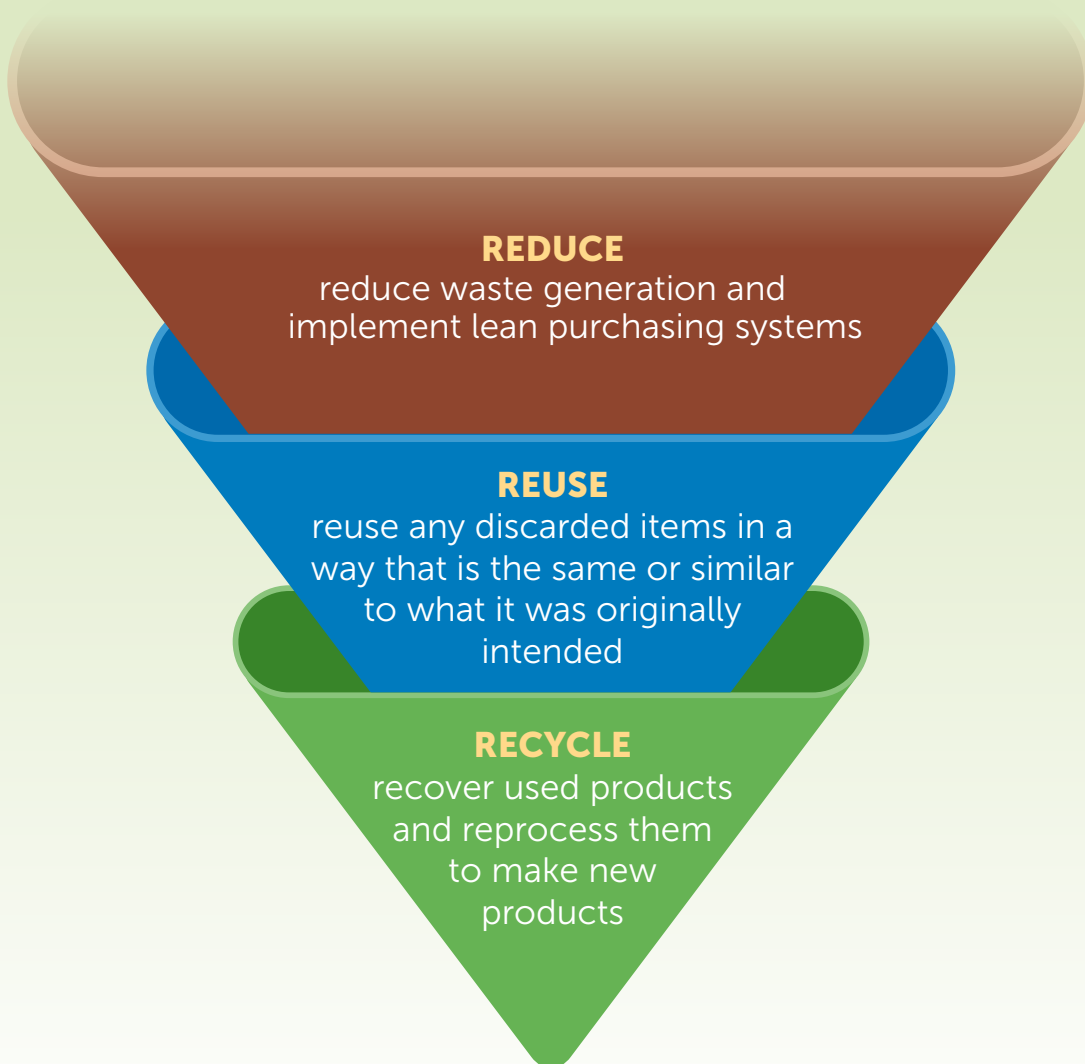 REDUCE
reduce waste generation and
implement lean purchasing systems
REUSE
reuse any discarded items in a
way that is the same or similar
to what it was originally
intended
RECYCLE
recover used products
and reprocess them
to make new
products